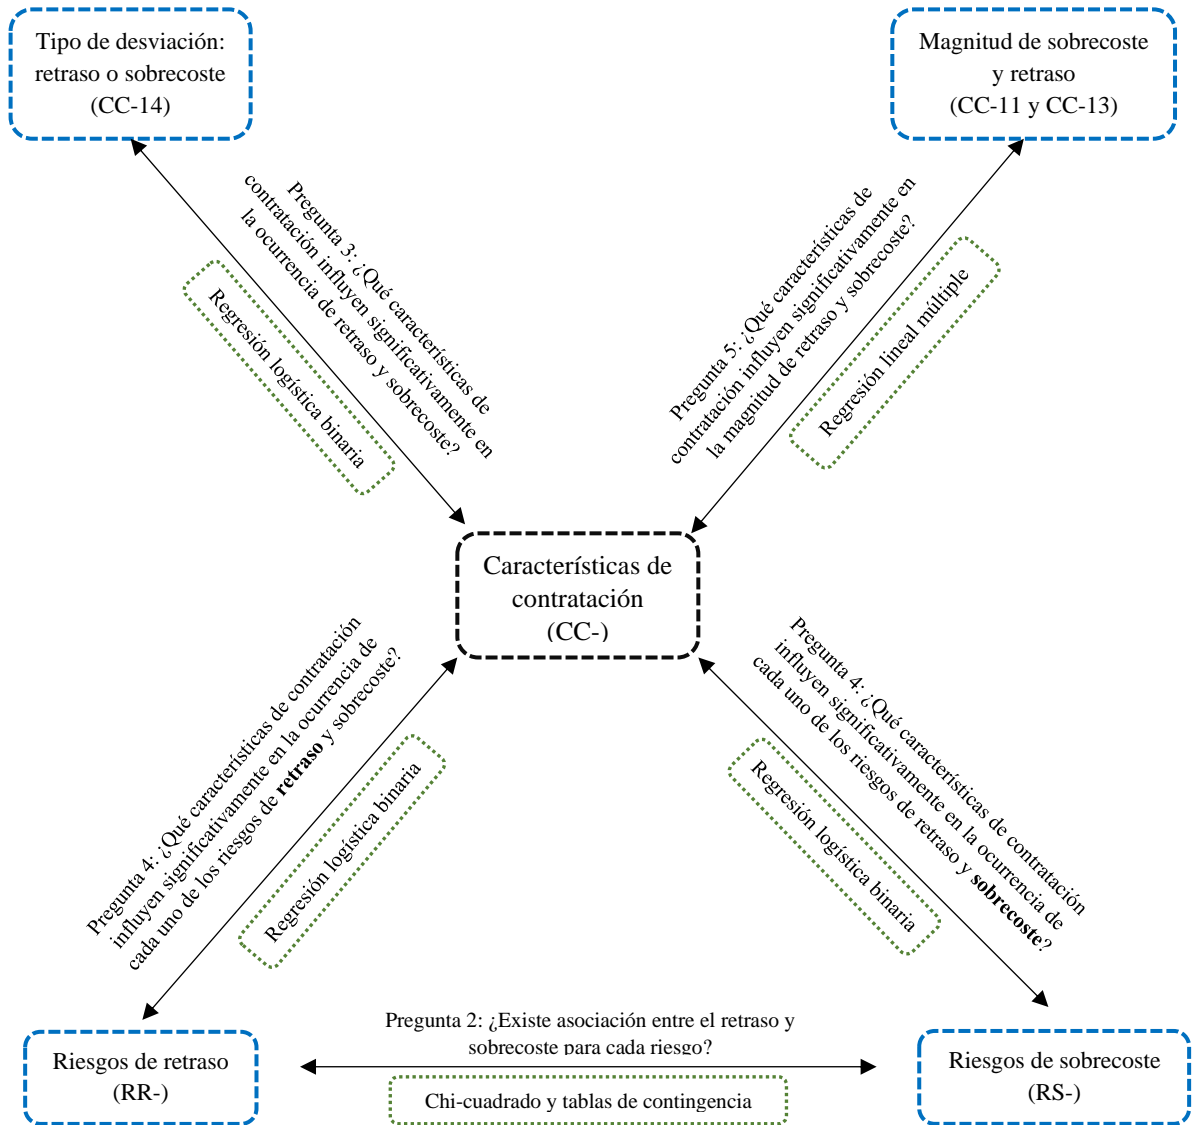 Tipo de desviación:
retraso o sobrecoste
(CC-14)
Magnitud de sobrecoste
y retraso
(CC-11 y CC-13)
Pregunta 3: ¿Qué características de
contratación influyen significativamente en
la ocurrencia de retraso y sobrecoste?
Regresión logística binaria
Pregunta 5: ¿Qué características de
contratación influyen significativamente en
la magnitud de retraso y sobrecoste?
Regresión lineal múltiple
Características de
contratación
(CC-)
Pregunta 4: ¿Qué características de contratación
influyen significativamente en la ocurrencia de
cada uno de los riesgos de retraso y sobrecoste?
Regresión logística binaria
Pregunta 4: ¿Qué características de contratación
influyen significativamente en la ocurrencia de
cada uno de los riesgos de retraso y sobrecoste?
Regresión logística binaria
Riesgos de retraso
(RR-)
Pregunta 2: ¿Existe asociación entre el retraso y
sobrecoste para cada riesgo?
Chi-cuadrado y tablas de contingencia
Riesgos de sobrecoste
(RS-)